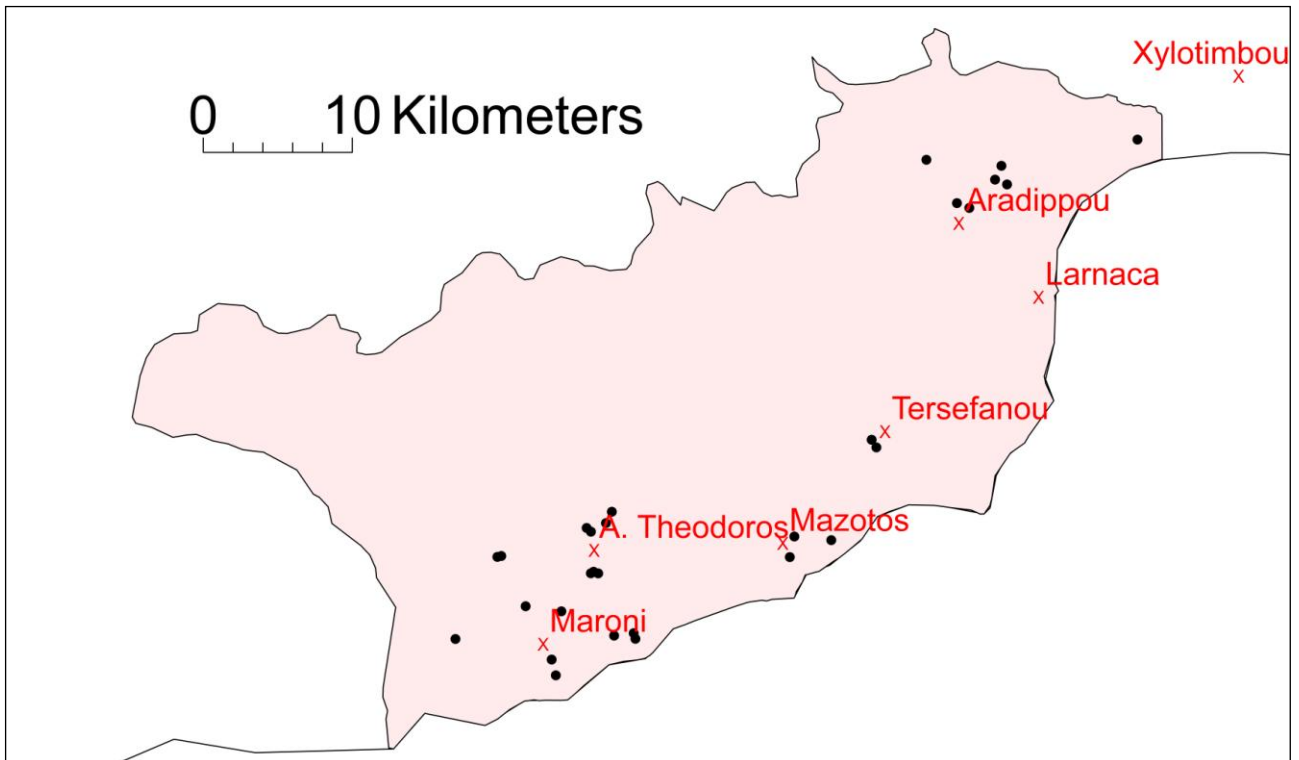 Xylotimbou
x
0 10 Kilometers
Aradippou
x
Larnaca
x
Tersefanou
x
A. Theodoros
x
Mazotos
x
Maroni
x